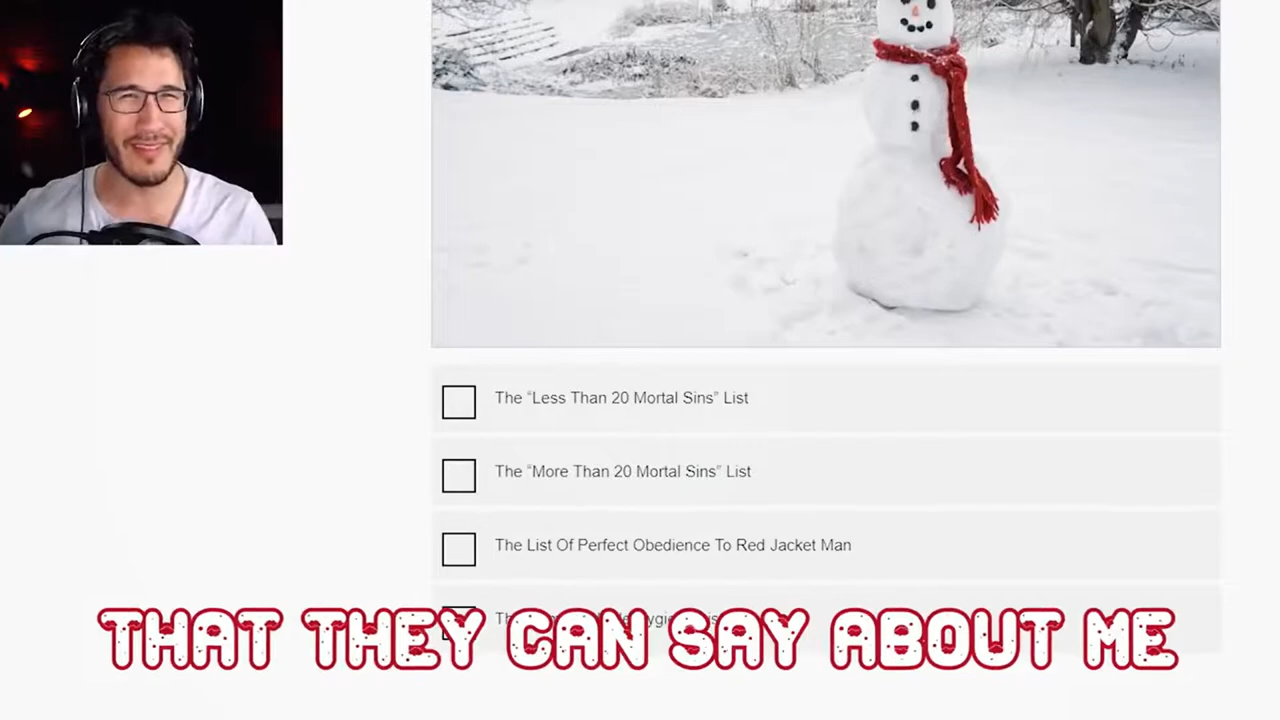 The “Less Than 20 Mortal Sins” List
The “More Than 20 Mortal Sins” List
The List Of Perfect Obedience To Red Jacket Man
THAT THEY CAN SAY ABOUT ME